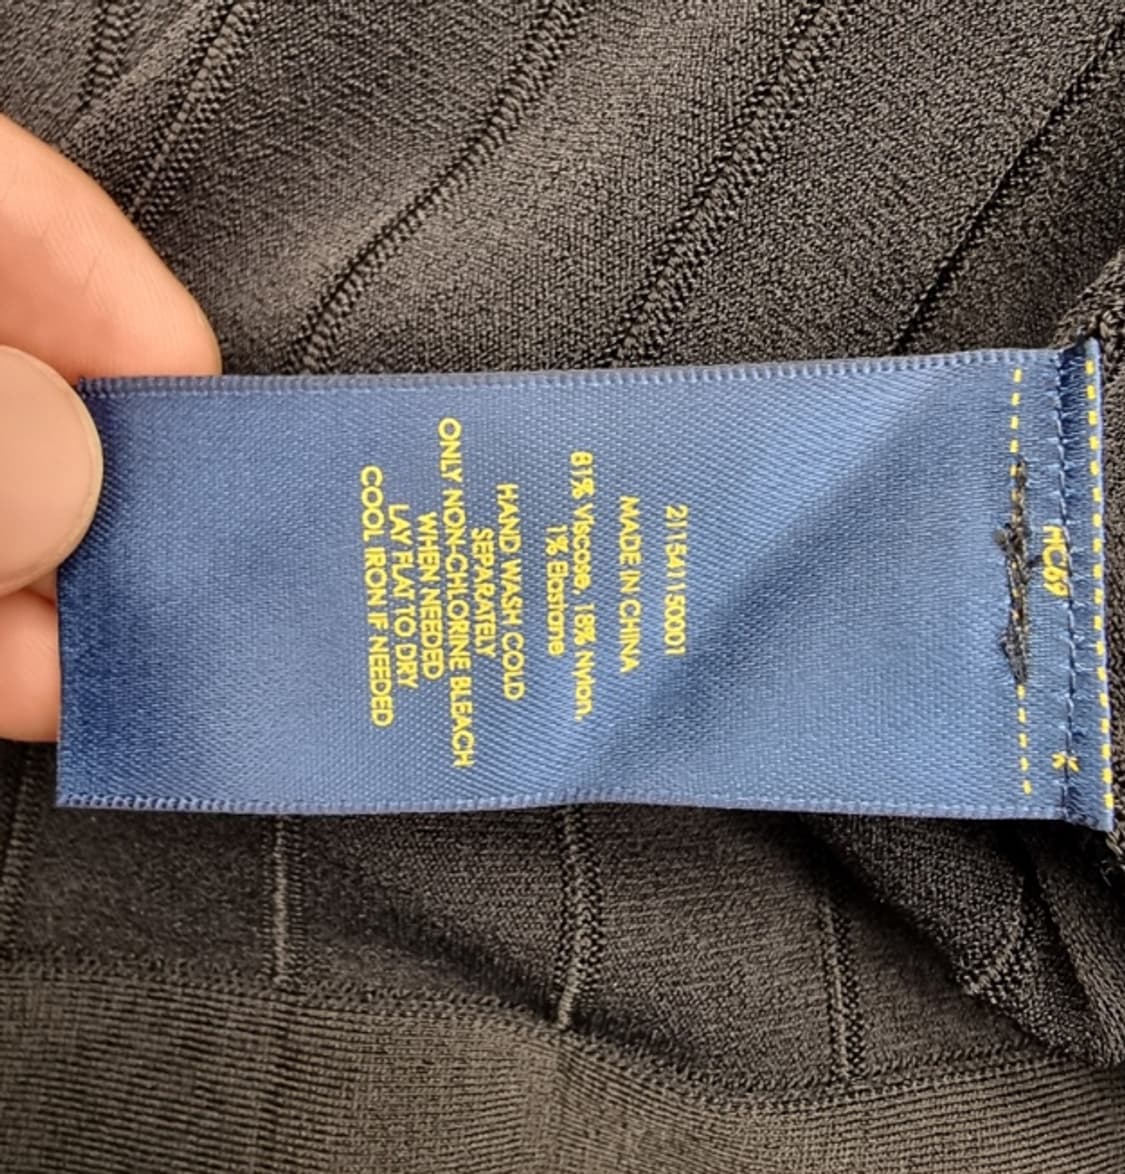 211541150001
MADE IN CHINA
81% Viscose, 18% Nylon,
1% Elastane
HAND WASH COLD
SEPARATELY
ONLY NON-CHLORINE BLEACH
WHEN NEEDED
LAY FLAT TO DRY
COOL IRON IF NEEDED